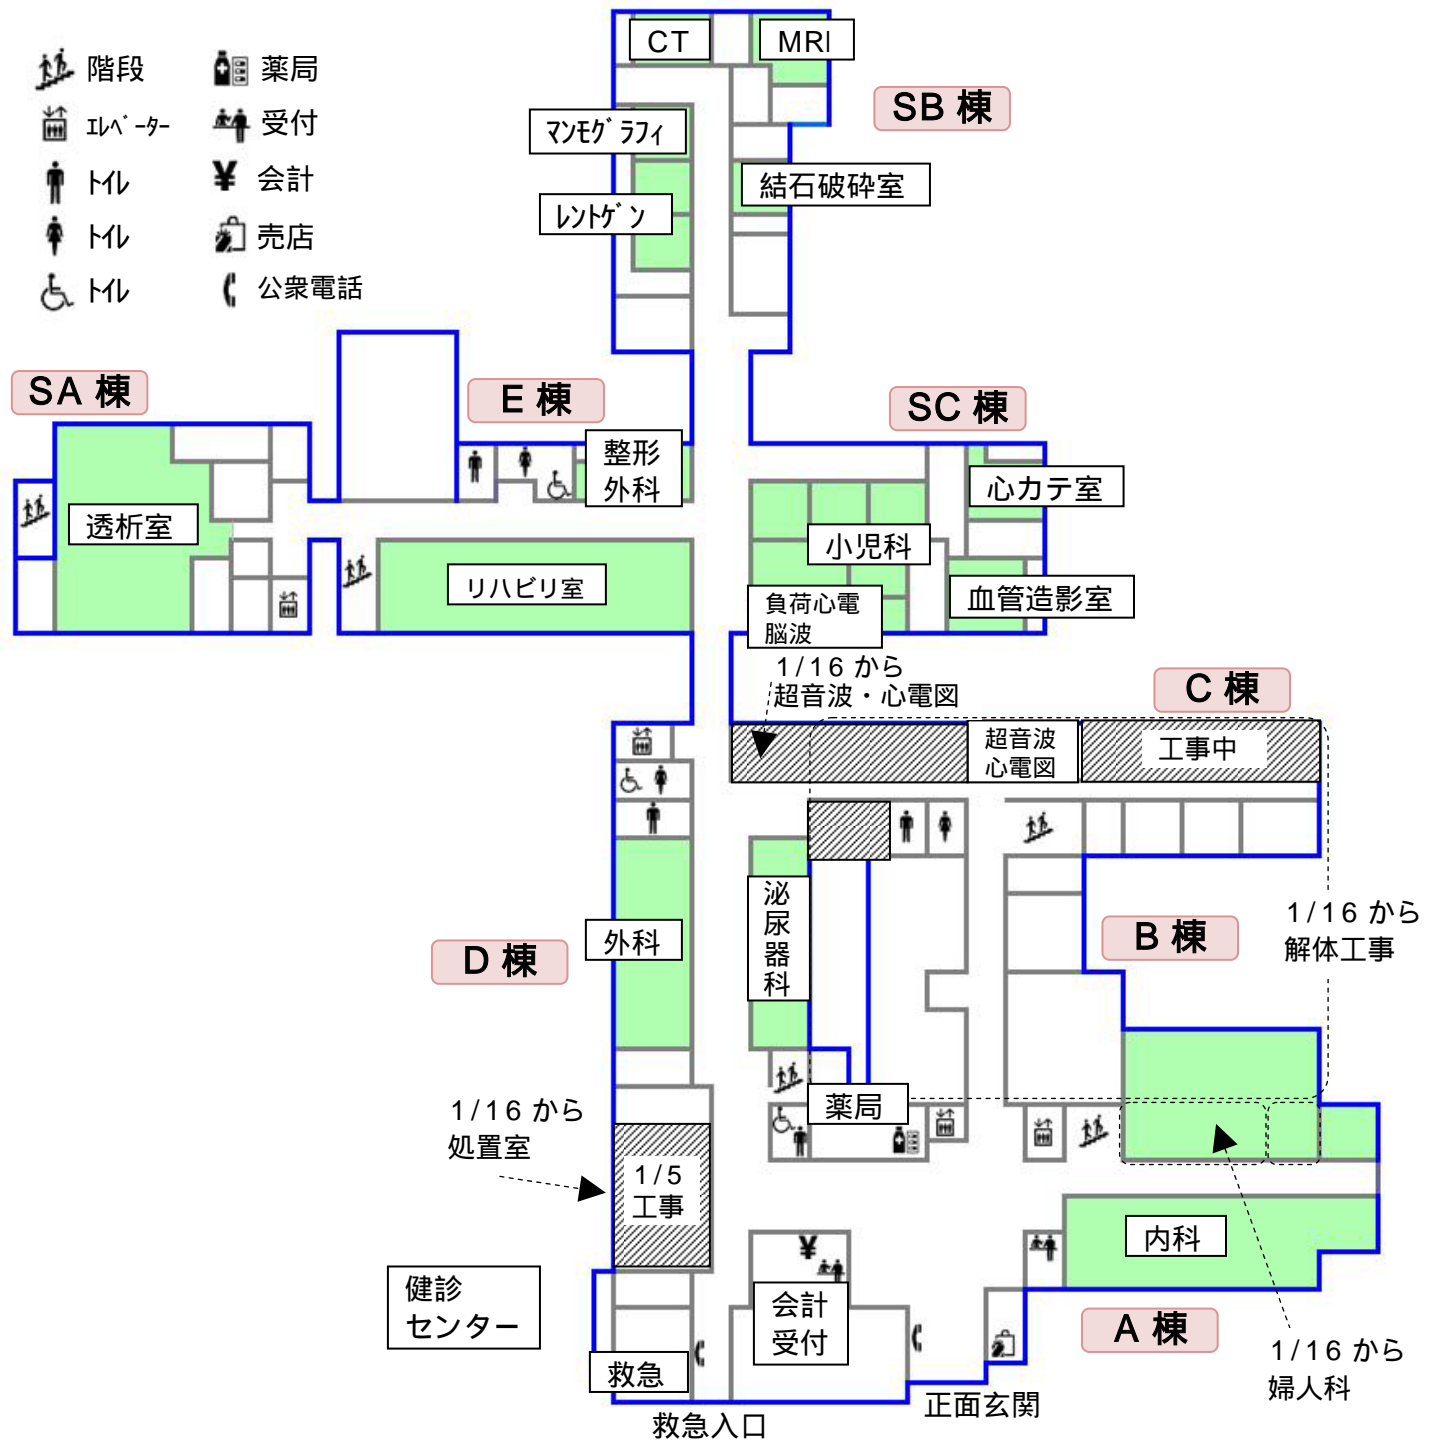 階段
薬局
ｴﾚﾍﾞｰﾀｰ
受付
ﾄｲﾚ
¥ 会計
ﾄｲﾚ
売店
ﾄｲﾚ
公衆電話
CT
MRI
SB 棟
ﾏﾝﾓｸﾞﾗﾌｨ
結石破砕室
ﾚﾝﾄｹﾞﾝ
SA 棟
E 棟
SC 棟
整形
外科
心カテ室
透析室
小児科
リハビリ室
血管造影室
負荷心電
脳波
1/16 から
超音波・心電図
C 棟
超音波
心電図
工事中
泌
尿
器
科
外科
D 棟
B 棟
1/16 から
解体工事
薬局
1/16 から
処置室
1/5
工事
内科
¥
健診
センター
会計
受付
A 棟
救急
1/16 から
婦人科
正面玄関
救急入口